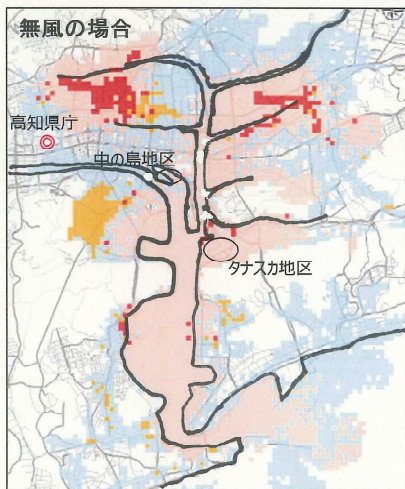 無風の場合
高知県庁
中の島地区
タナスカ地区